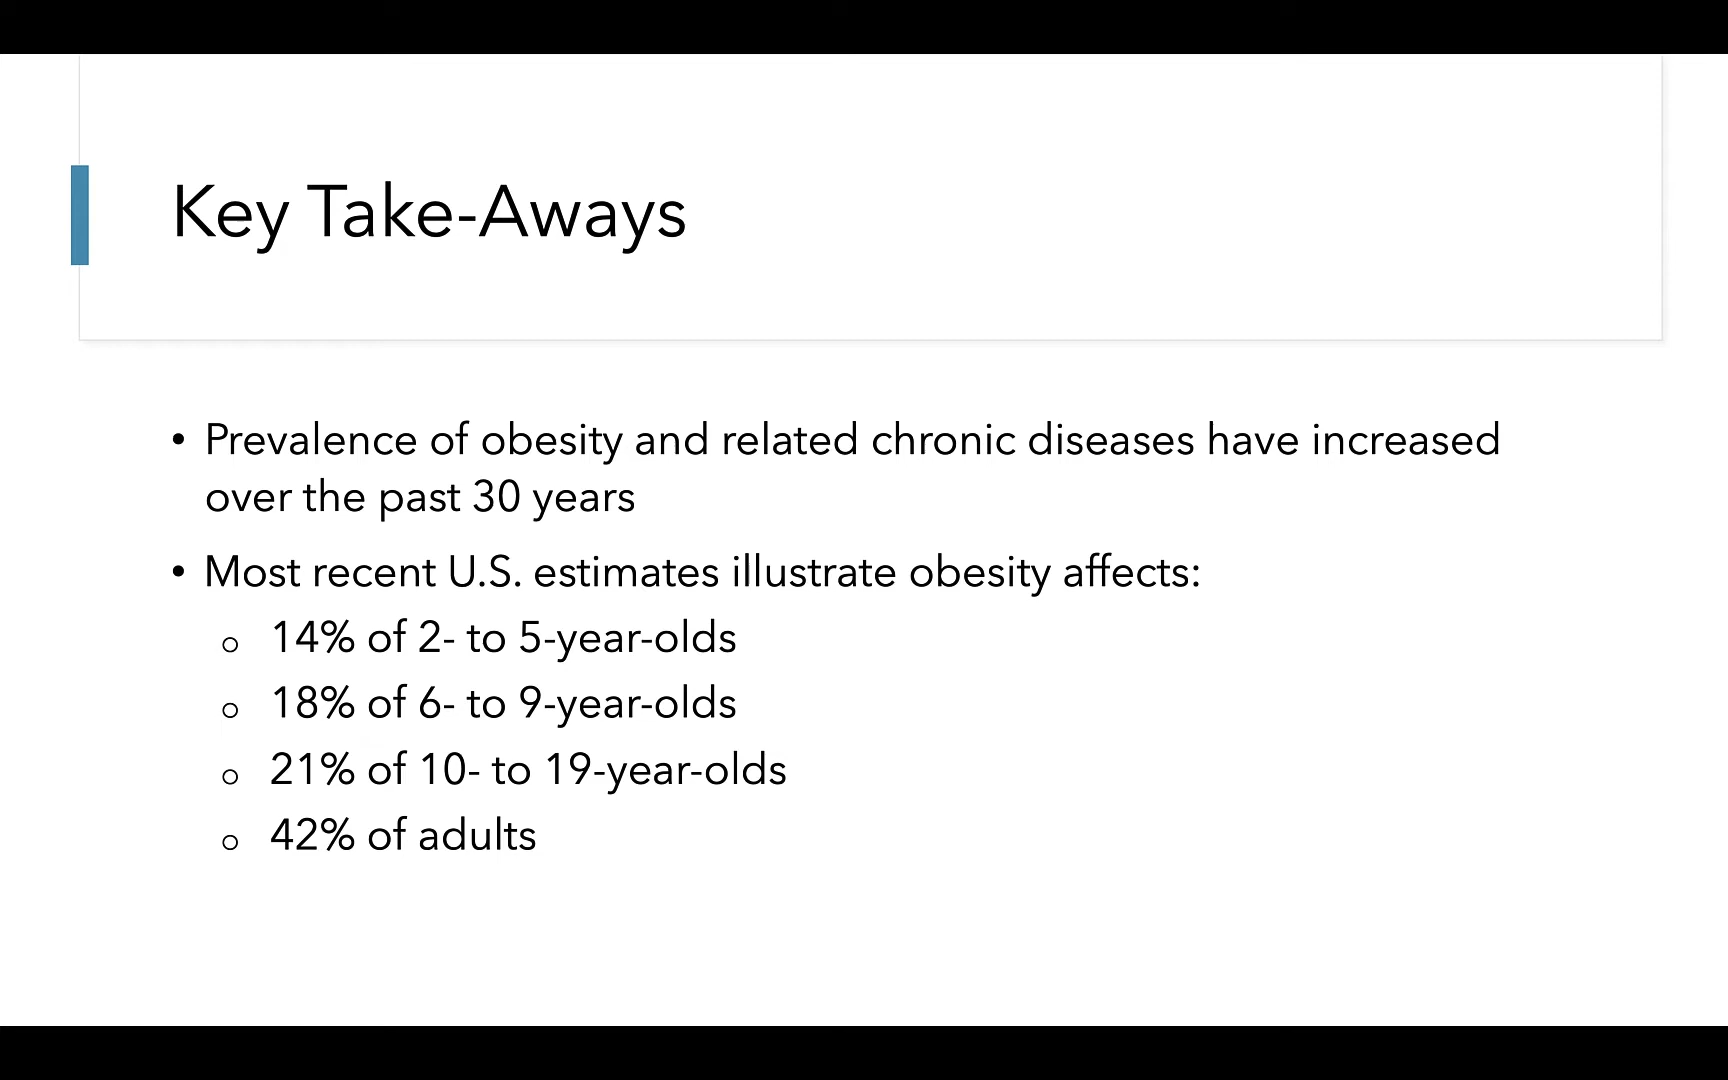 Key Take-Aways
• Prevalence of obesity and related chronic diseases have increased
over the past 30 years
• Most recent U.S. estimates illustrate obesity affects:
o 14% of 2- to 5-year-olds
o 18% of 6- to 9-year-olds
o 21% of 10- to 19-year-olds
o 42% of adults